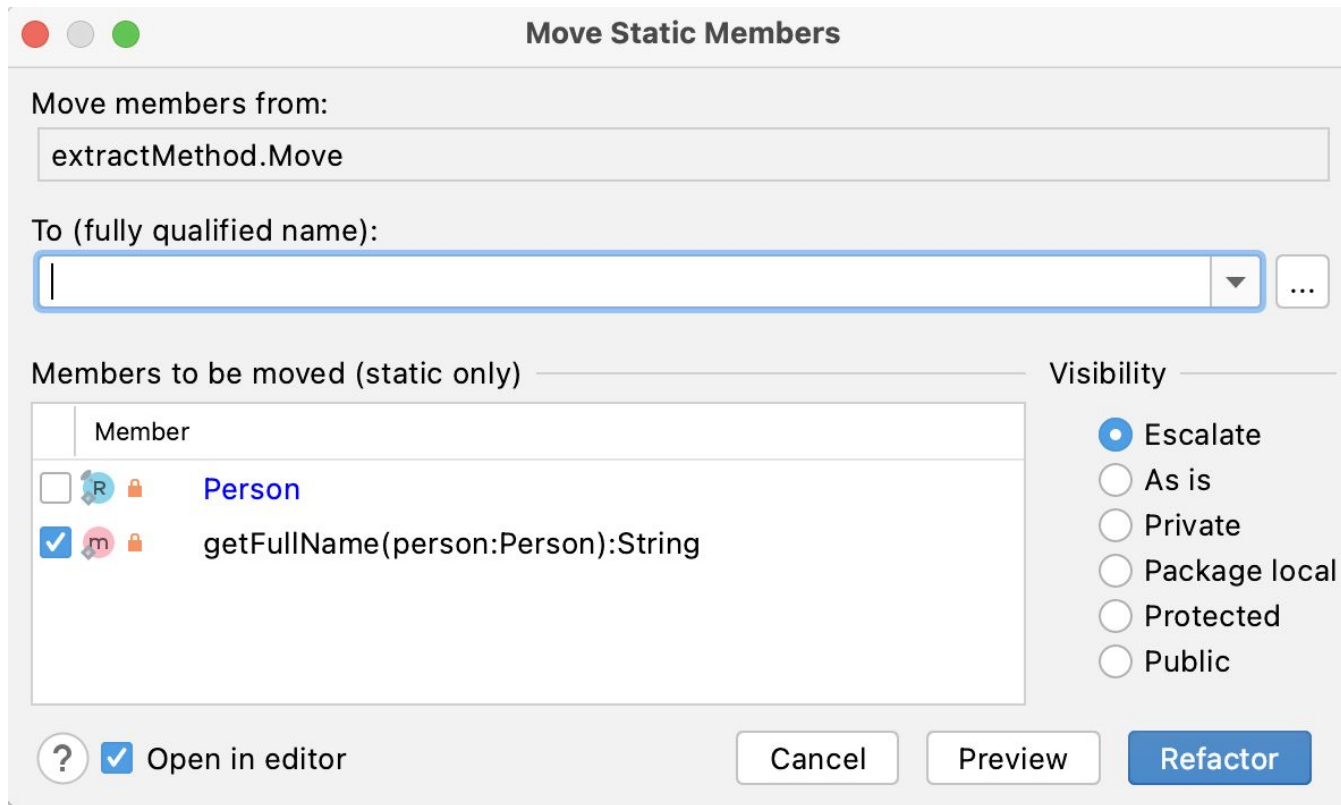 Move Static Members
Move members from:
extractMethod.Move
To (fully qualified name):
...
Members to be moved (static only)
Visibility
Member
R Person
m getFullName(person:Person):String
Escalate
As is
Private
Package local
Protected
Public
? Open in editor
Cancel
Preview
Refactor